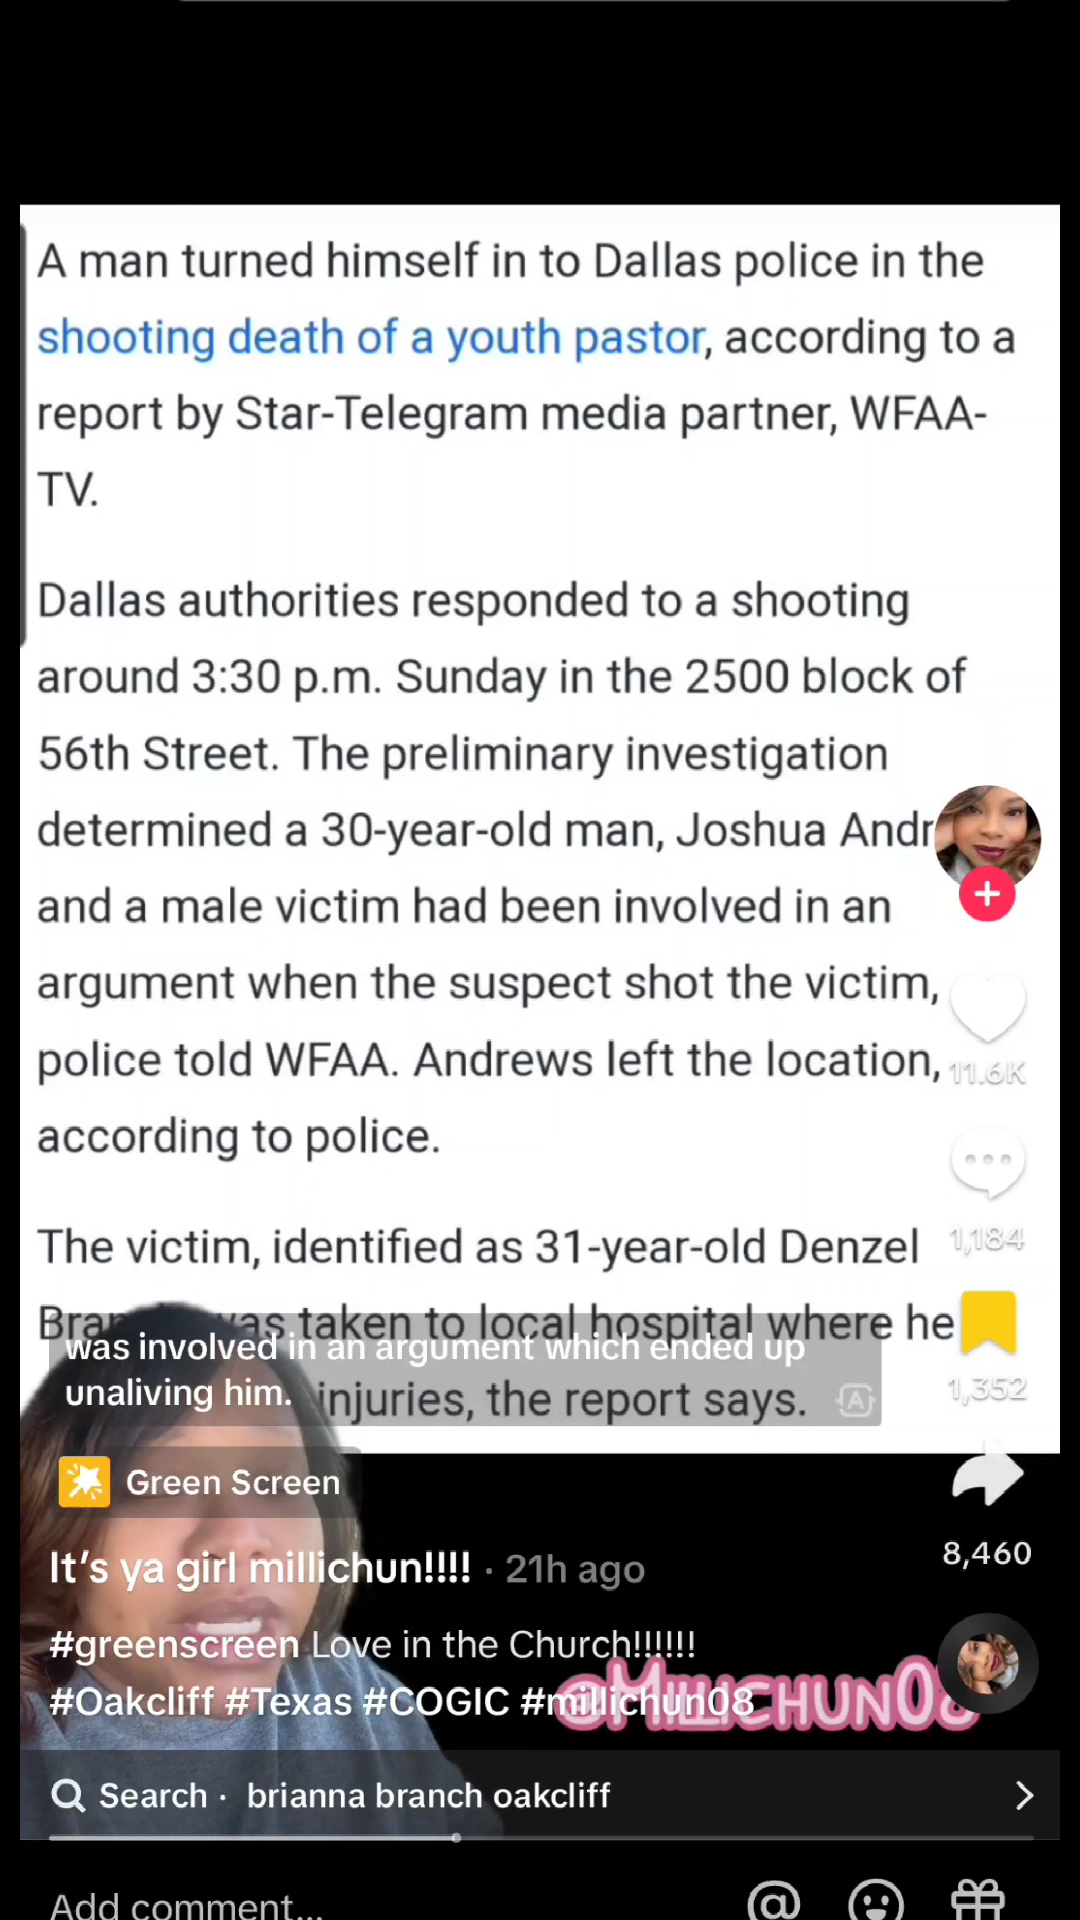 A man turned himself in to Dallas police in the
shooting death of a youth pastor, according to a
report by Star-Telegram media partner, WFAA-
TV.
Dallas authorities responded to a shooting
around 3:30 p.m. Sunday in the 2500 block of
56th Street. The preliminary investigation
determined a 30-year-old man, Joshua Andr
and a male victim had been involved in an
argument when the suspect shot the victim,
police told WFAA. Andrews left the location,
according to police.
The victim, identified as 31-year-old Denzel
was taken to local hospital where he
injuries, the report says.
was involved in an argument which ended up
unaliving him.
11.6K
1,184
1,352
8,460
Green Screen
It's ya girl millichun!!!! · 21h ago
#greenscreen Love in the Church!!!!!!
#Oakcliff #Texas #COGIC #millichun08
@MILLICHUN08
Search · brianna branch oakcliff
Add comment...